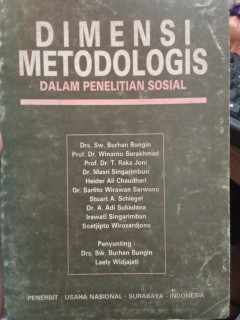 DIMENSI
METODOLOGIS
DALAM PENELITIAN SOSIAL
Drs. Sw. Burhan Bungin
Prof. Dr. Winarno Surakhmad
Prof. Dr. T. Raka Joni
Dr. Masri Singarimbun
Heider Ali Chaudhari
Dr. Sarlito Wirawan Sarwono
Stuart A. Schlegel
Dr. A. Adi Sukadana
Irawati Singarimbun
Soetjipto Wirosardjono
Penyunting :
Drs. Sw. Burhan Bungin
Laely Widjajati
PENERBIT : USAHA NASIONAL - SURABAYA - INDONESIA